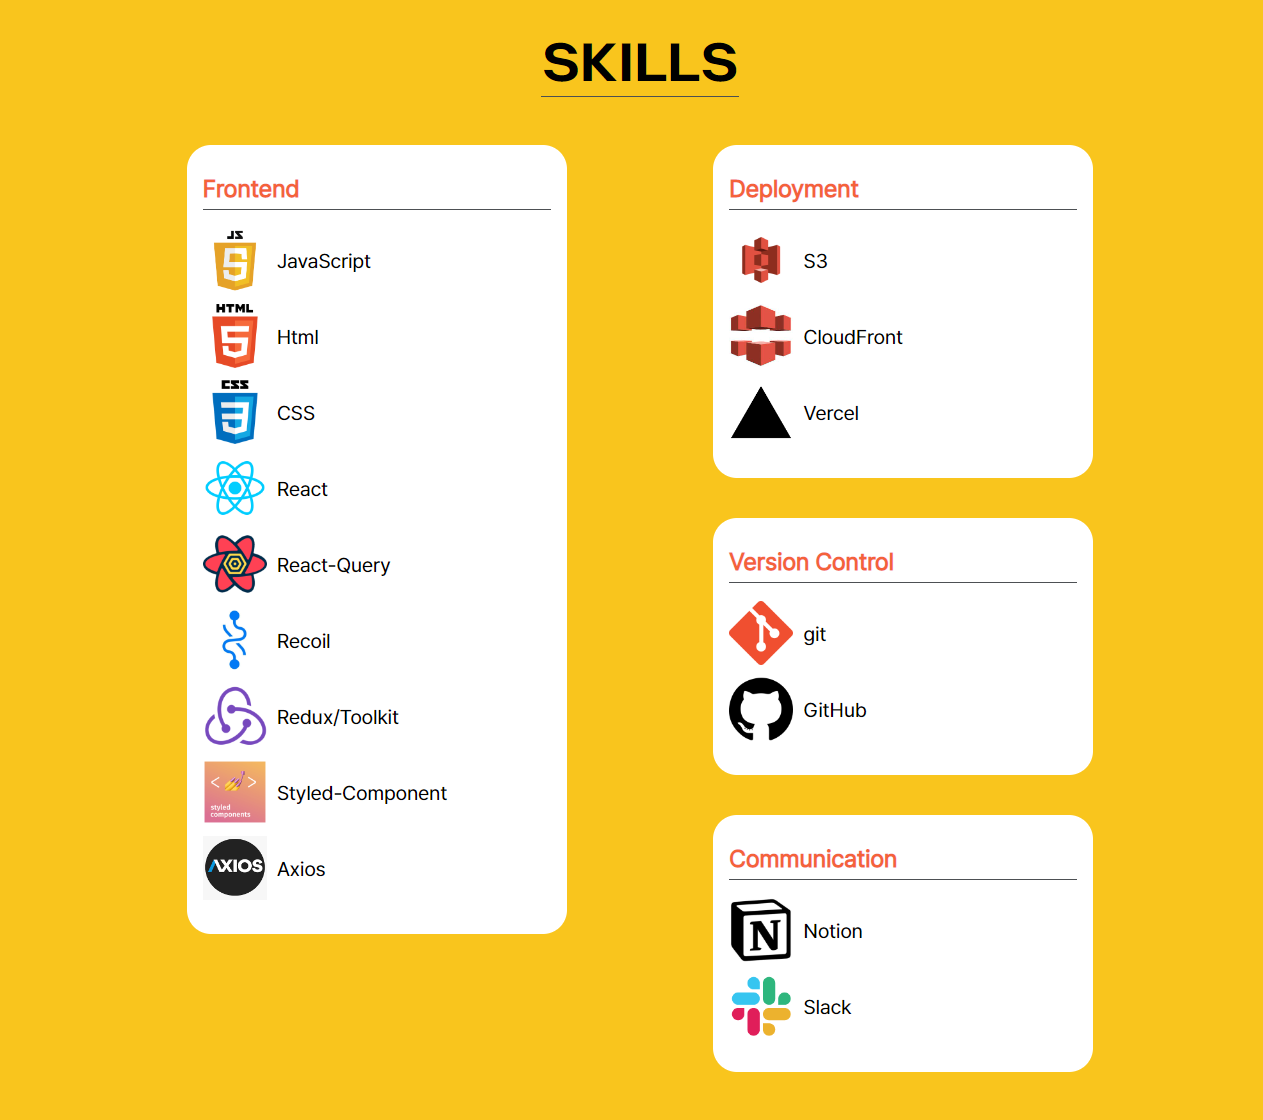 SKILLS
Frontend
JS
JavaScript
HTML
Html
CSS
CSS
React
React-Query
Recoil
Redux/Toolkit
< >
styled
components
Styled-Component
AXIOS
Axios
Deployment
S3
CloudFront
Vercel
Version Control
git
GitHub
Communication
N
Notion
Slack